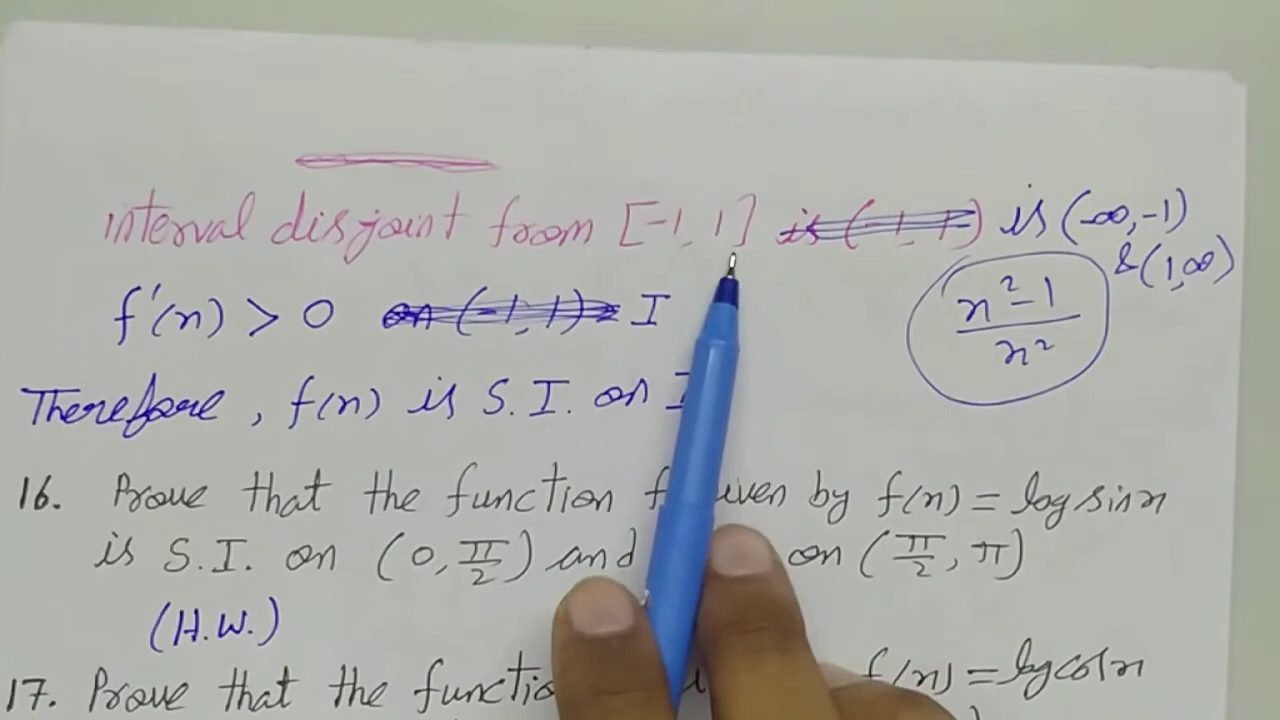 interval disjoint from [-1, 1] is (-1, 1) is (-∞, -1)
& (1, ∞)
f'(x) > 0 on (-1, 1) I
x² - 1
x²
Therefore, f(x) is S.I. on I
16. Prove that the function f given by f(x) = log sin x
is S.I. on (0, π/2) and on (π/2, π)
(H.W.)
17. Prove that the function f(x) = log cos x